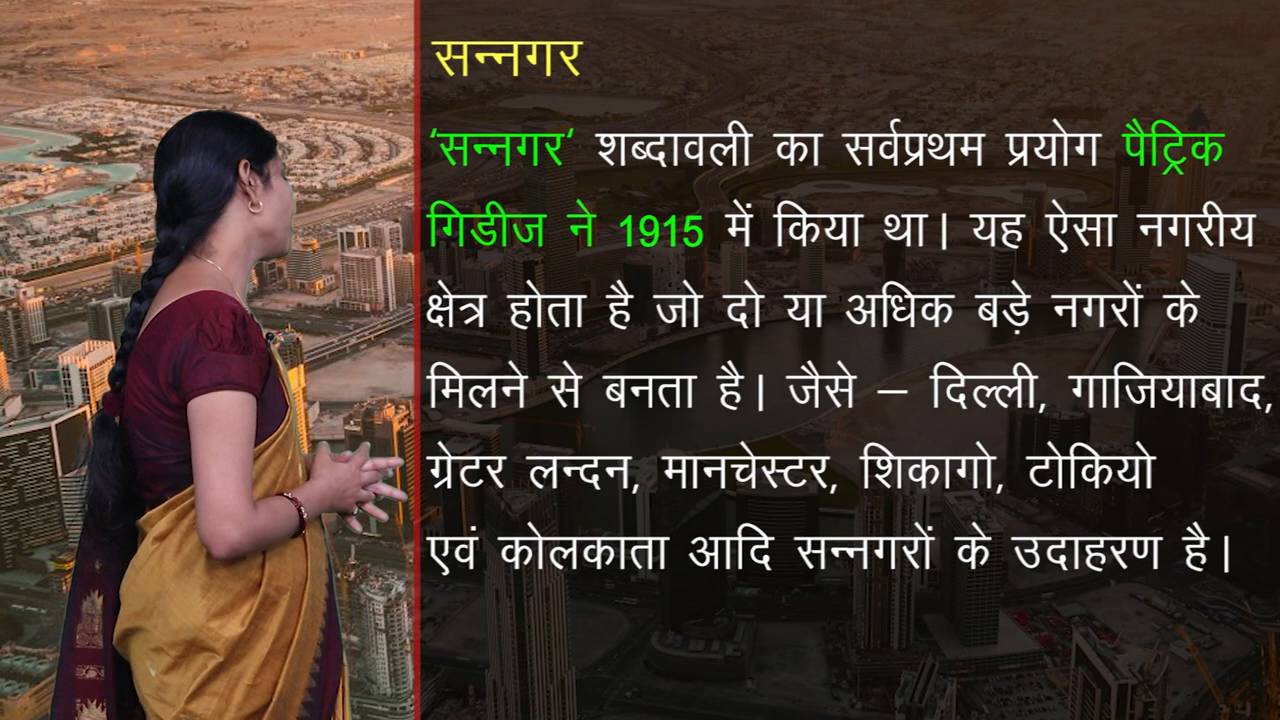 सन्नगर
‘सन्नगर‘ शब्दावली का सर्वप्रथम प्रयोग पैट्रिक
गिडीज ने 1915 में किया था। यह ऐसा नगरीय
क्षेत्र होता है जो दो या अधिक बड़े नगरों के
मिलने से बनता है। जैसे – दिल्ली, गाजियाबाद,
ग्रेटर लन्दन, मानचेस्टर, शिकागो, टोकियो
एवं कोलकाता आदि सन्नगरों के उदाहरण है।